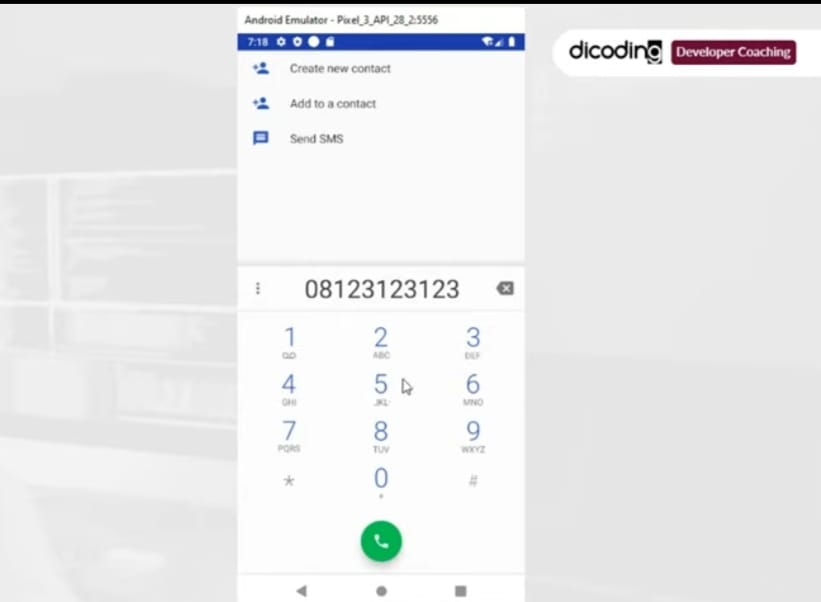 Android Emulator - Pixel_3_API_28_2:5556
7:18
dicoding Developer Coaching
Create new contact
Add to a contact
Send SMS
08123123123
1 2 3
ABC DEF
4 5 6
GHI JKL MNO
7 8 9
PQRS TUV WXYZ
* 0 #
+